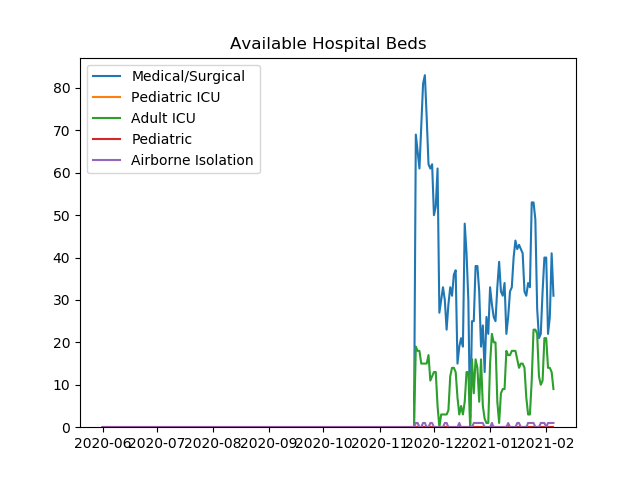 Available Hospital Beds
Medical/Surgical
Pediatric ICU
Adult ICU
Pediatric
Airborne Isolation
80
70
60
50
40
30
20
10
0
2020-06 2020-07 2020-08 2020-09 2020-10 2020-11 2020-12 2021-01 2021-02